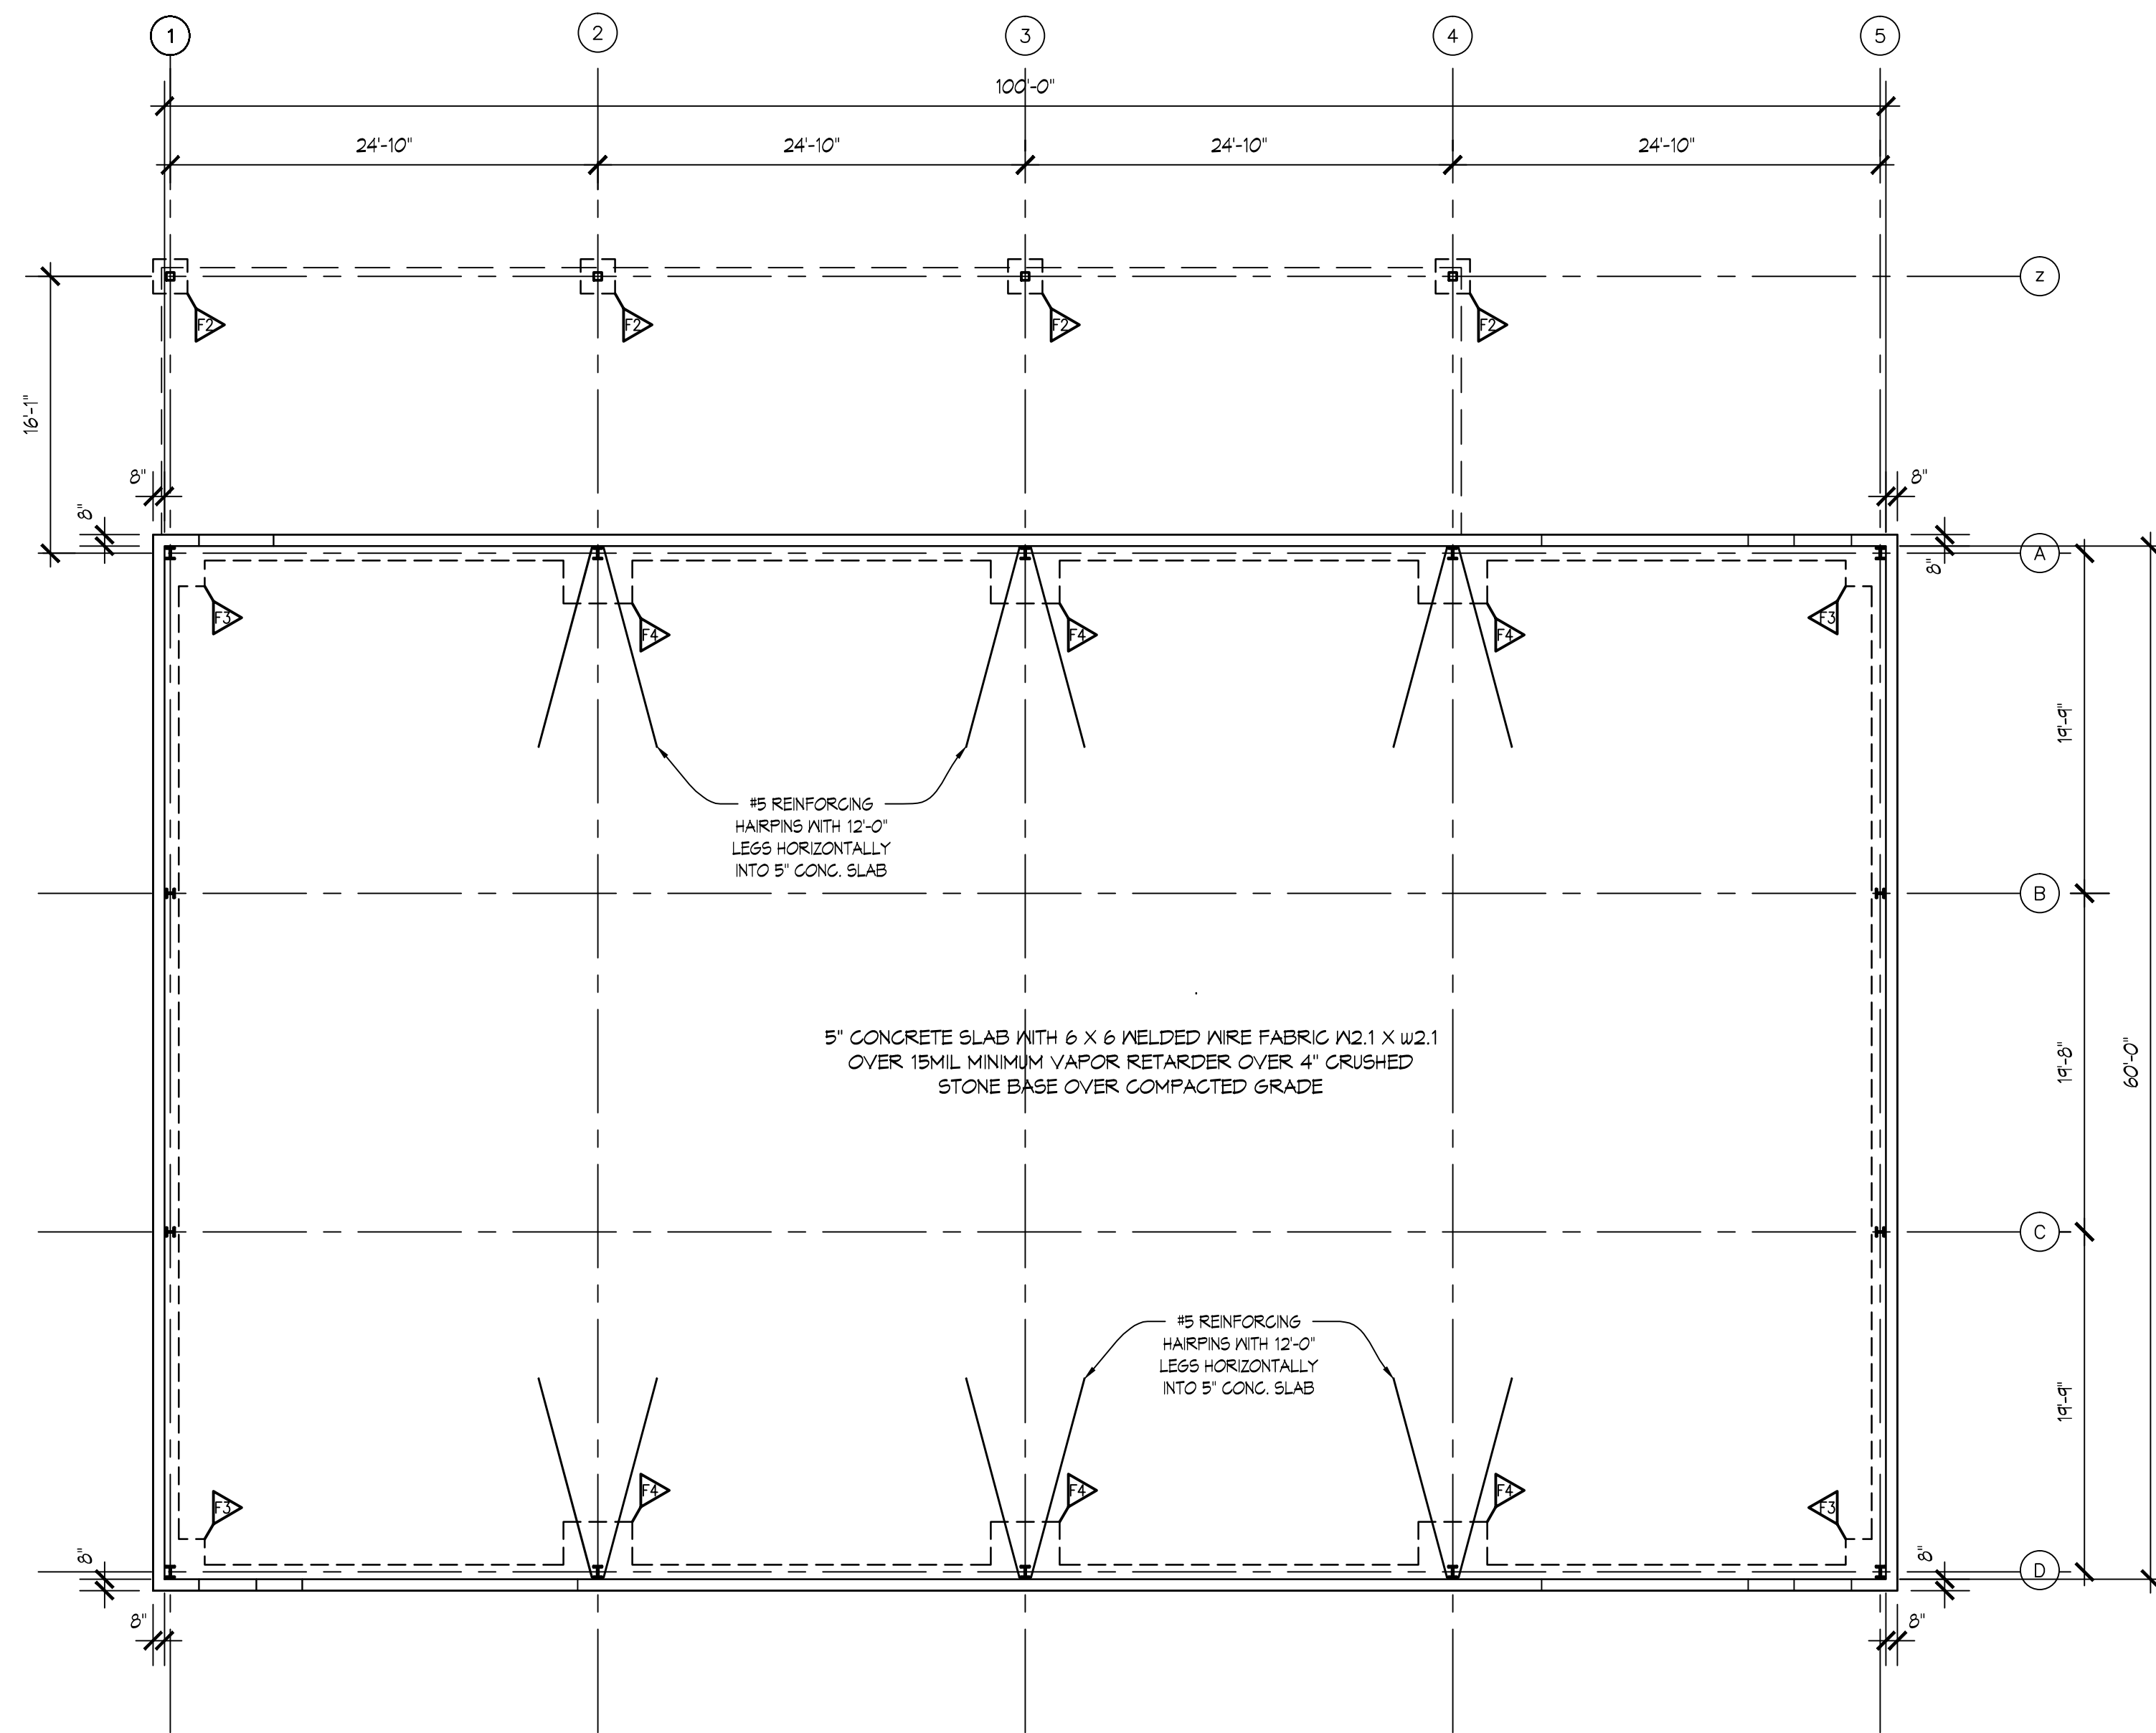 1
2
3
4
5
100'-0"
24'-10"
24'-10"
24'-10"
24'-10"
Z
F2
F2
F2
F2
16'-1"
8"
8"
8"
8"
A
F3
F4
F4
F4
F3
19'-9"
#5 REINFORCING
HAIRPINS WITH 12'-0"
LEGS HORIZONTALLY
INTO 5" CONC. SLAB
B
5" CONCRETE SLAB WITH 6 X 6 WELDED WIRE FABRIC W2.1 X W2.1
OVER 15MIL MINIMUM VAPOR RETARDER OVER 4" CRUSHED
STONE BASE OVER COMPACTED GRADE
19'-8"
60'-0"
C
#5 REINFORCING
HAIRPINS WITH 12'-0"
LEGS HORIZONTALLY
INTO 5" CONC. SLAB
19'-9"
F3
F4
F4
F4
F3
8"
8"
D
8"
8"